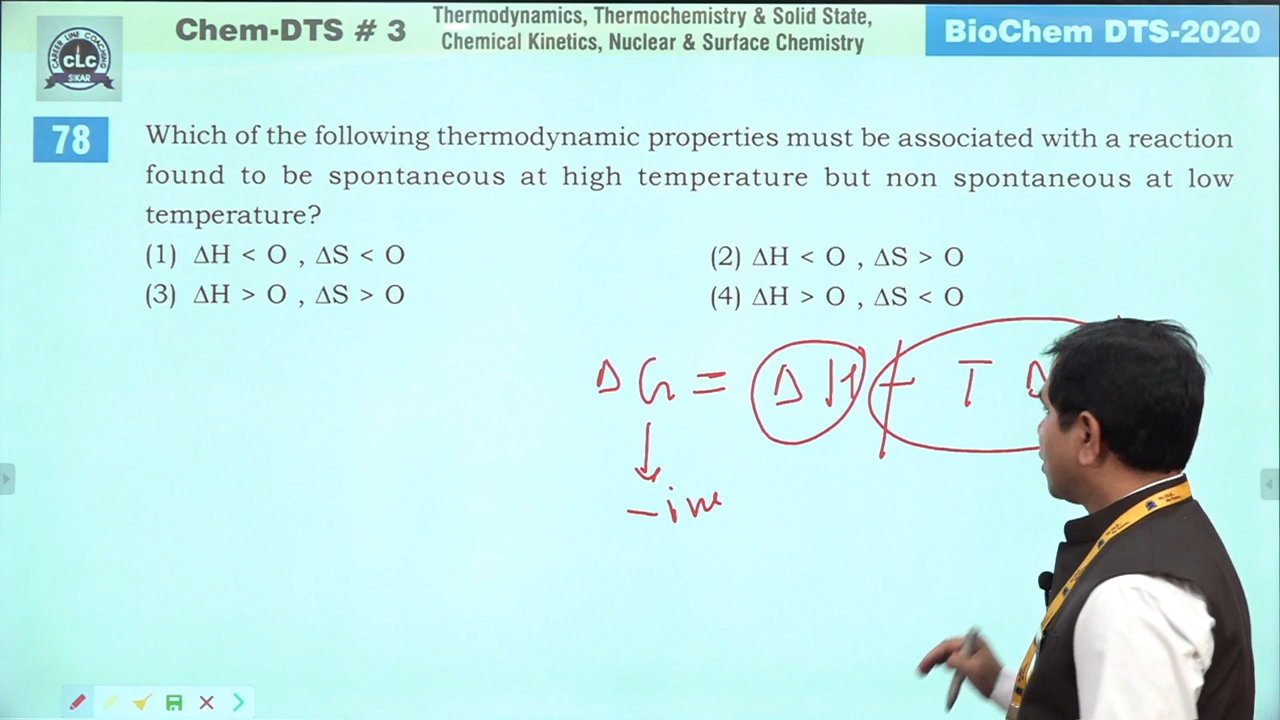 CAREER LINE COACHING
CLC
SIKAR
Chem-DTS # 3
Thermodynamics, Thermochemistry & Solid State,
Chemical Kinetics, Nuclear & Surface Chemistry
BioChem DTS-2020
78
Which of the following thermodynamic properties must be associated with a reaction
found to be spontaneous at high temperature but non spontaneous at low
temperature?
(1) ΔH < O , ΔS < O
(2) ΔH < O , ΔS > O
(3) ΔH > O , ΔS > O
(4) ΔH > O , ΔS < O
ΔG = ΔH - T Δ
-ive